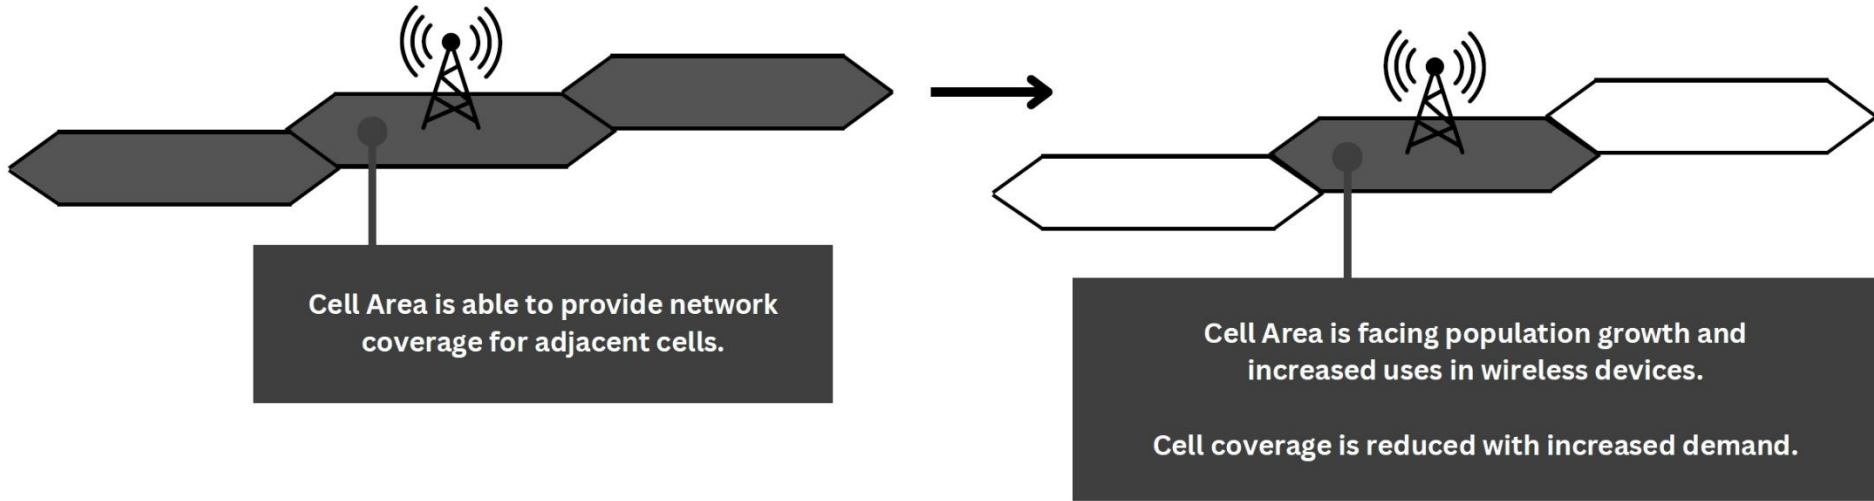 Cell Area is able to provide network
coverage for adjacent cells.
Cell Area is facing population growth and
increased uses in wireless devices.
Cell coverage is reduced with increased demand.